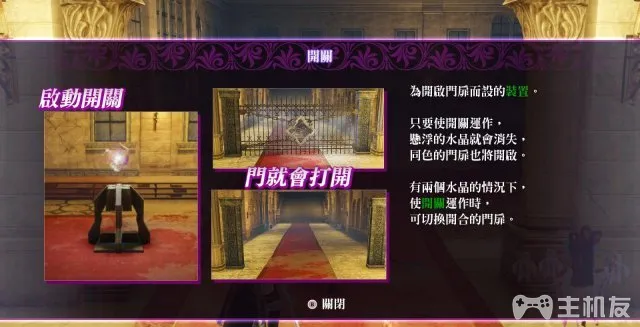 開關
啟動開關
門就會打開
為開啟門扉而設的裝置。
只要使開關運作，
懸浮的水晶就會消失，
同色的門扉也將開啟。
有兩個水晶的情況下，
使開關運作時，
可切換開合的門扉。
關閉
主机友